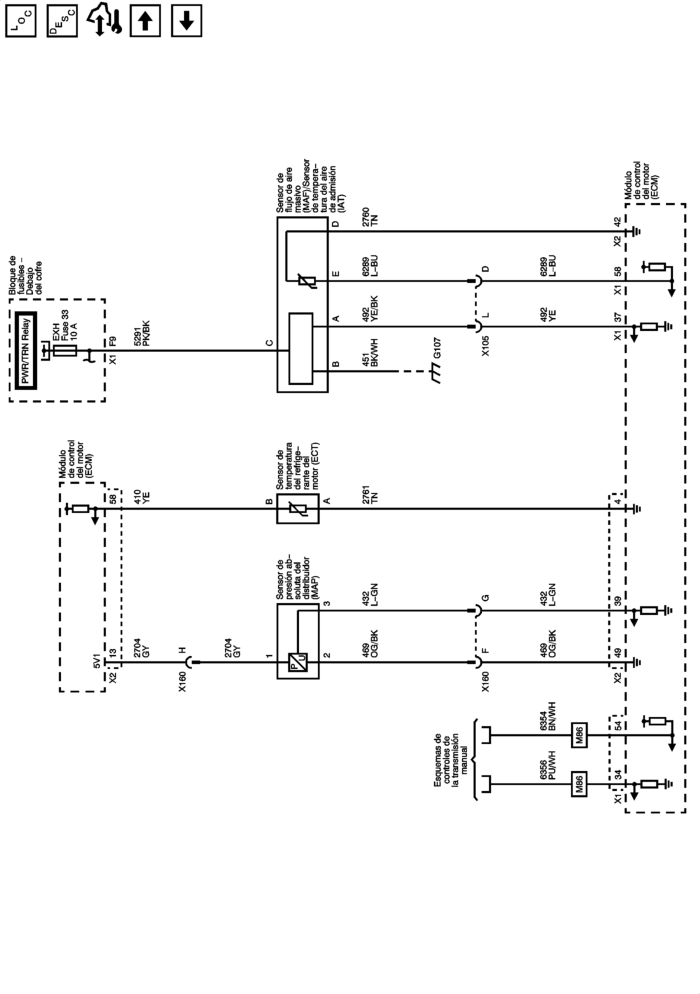 LOC
DESC
Bloque de
fusibles –
Debajo
del cofre
PWR/TRN Relay
EXH
Fuse 33
10 A
X1
F9
5291
PK/BK
C
Sensor de
flujo de aire
masivo
(MAF)/Sensor
de tempera–
tura del aire
de admisión
(IAT)
B
A
E
D
451
BK/WH
G107
492
YE/BK
6289
L–BU
2760
TN
L
D
X105
492
YE
6289
L–BU
X1
37
X1
58
X2
42
Módulo
de control
del motor
(ECM)
Módulo
de control
del motor
(ECM)
5V1
X2
13
58
2704
GY
410
YE
X160
H
2704
GY
1
B
Sensor de
presión ab–
soluta del
distribuidor
(MAP)
P
U
Sensor de
temperatura
del refrige–
rante del
motor (ECT)
2
3
A
469
OG/BK
432
L–GN
2761
TN
X160
F
G
469
OG/BK
432
L–GN
X2
49
39
4
Esquemas de
controles de
la transmisión
manual
6356
PU/WH
6354
BN/WH
M86
M86
X1
34
54